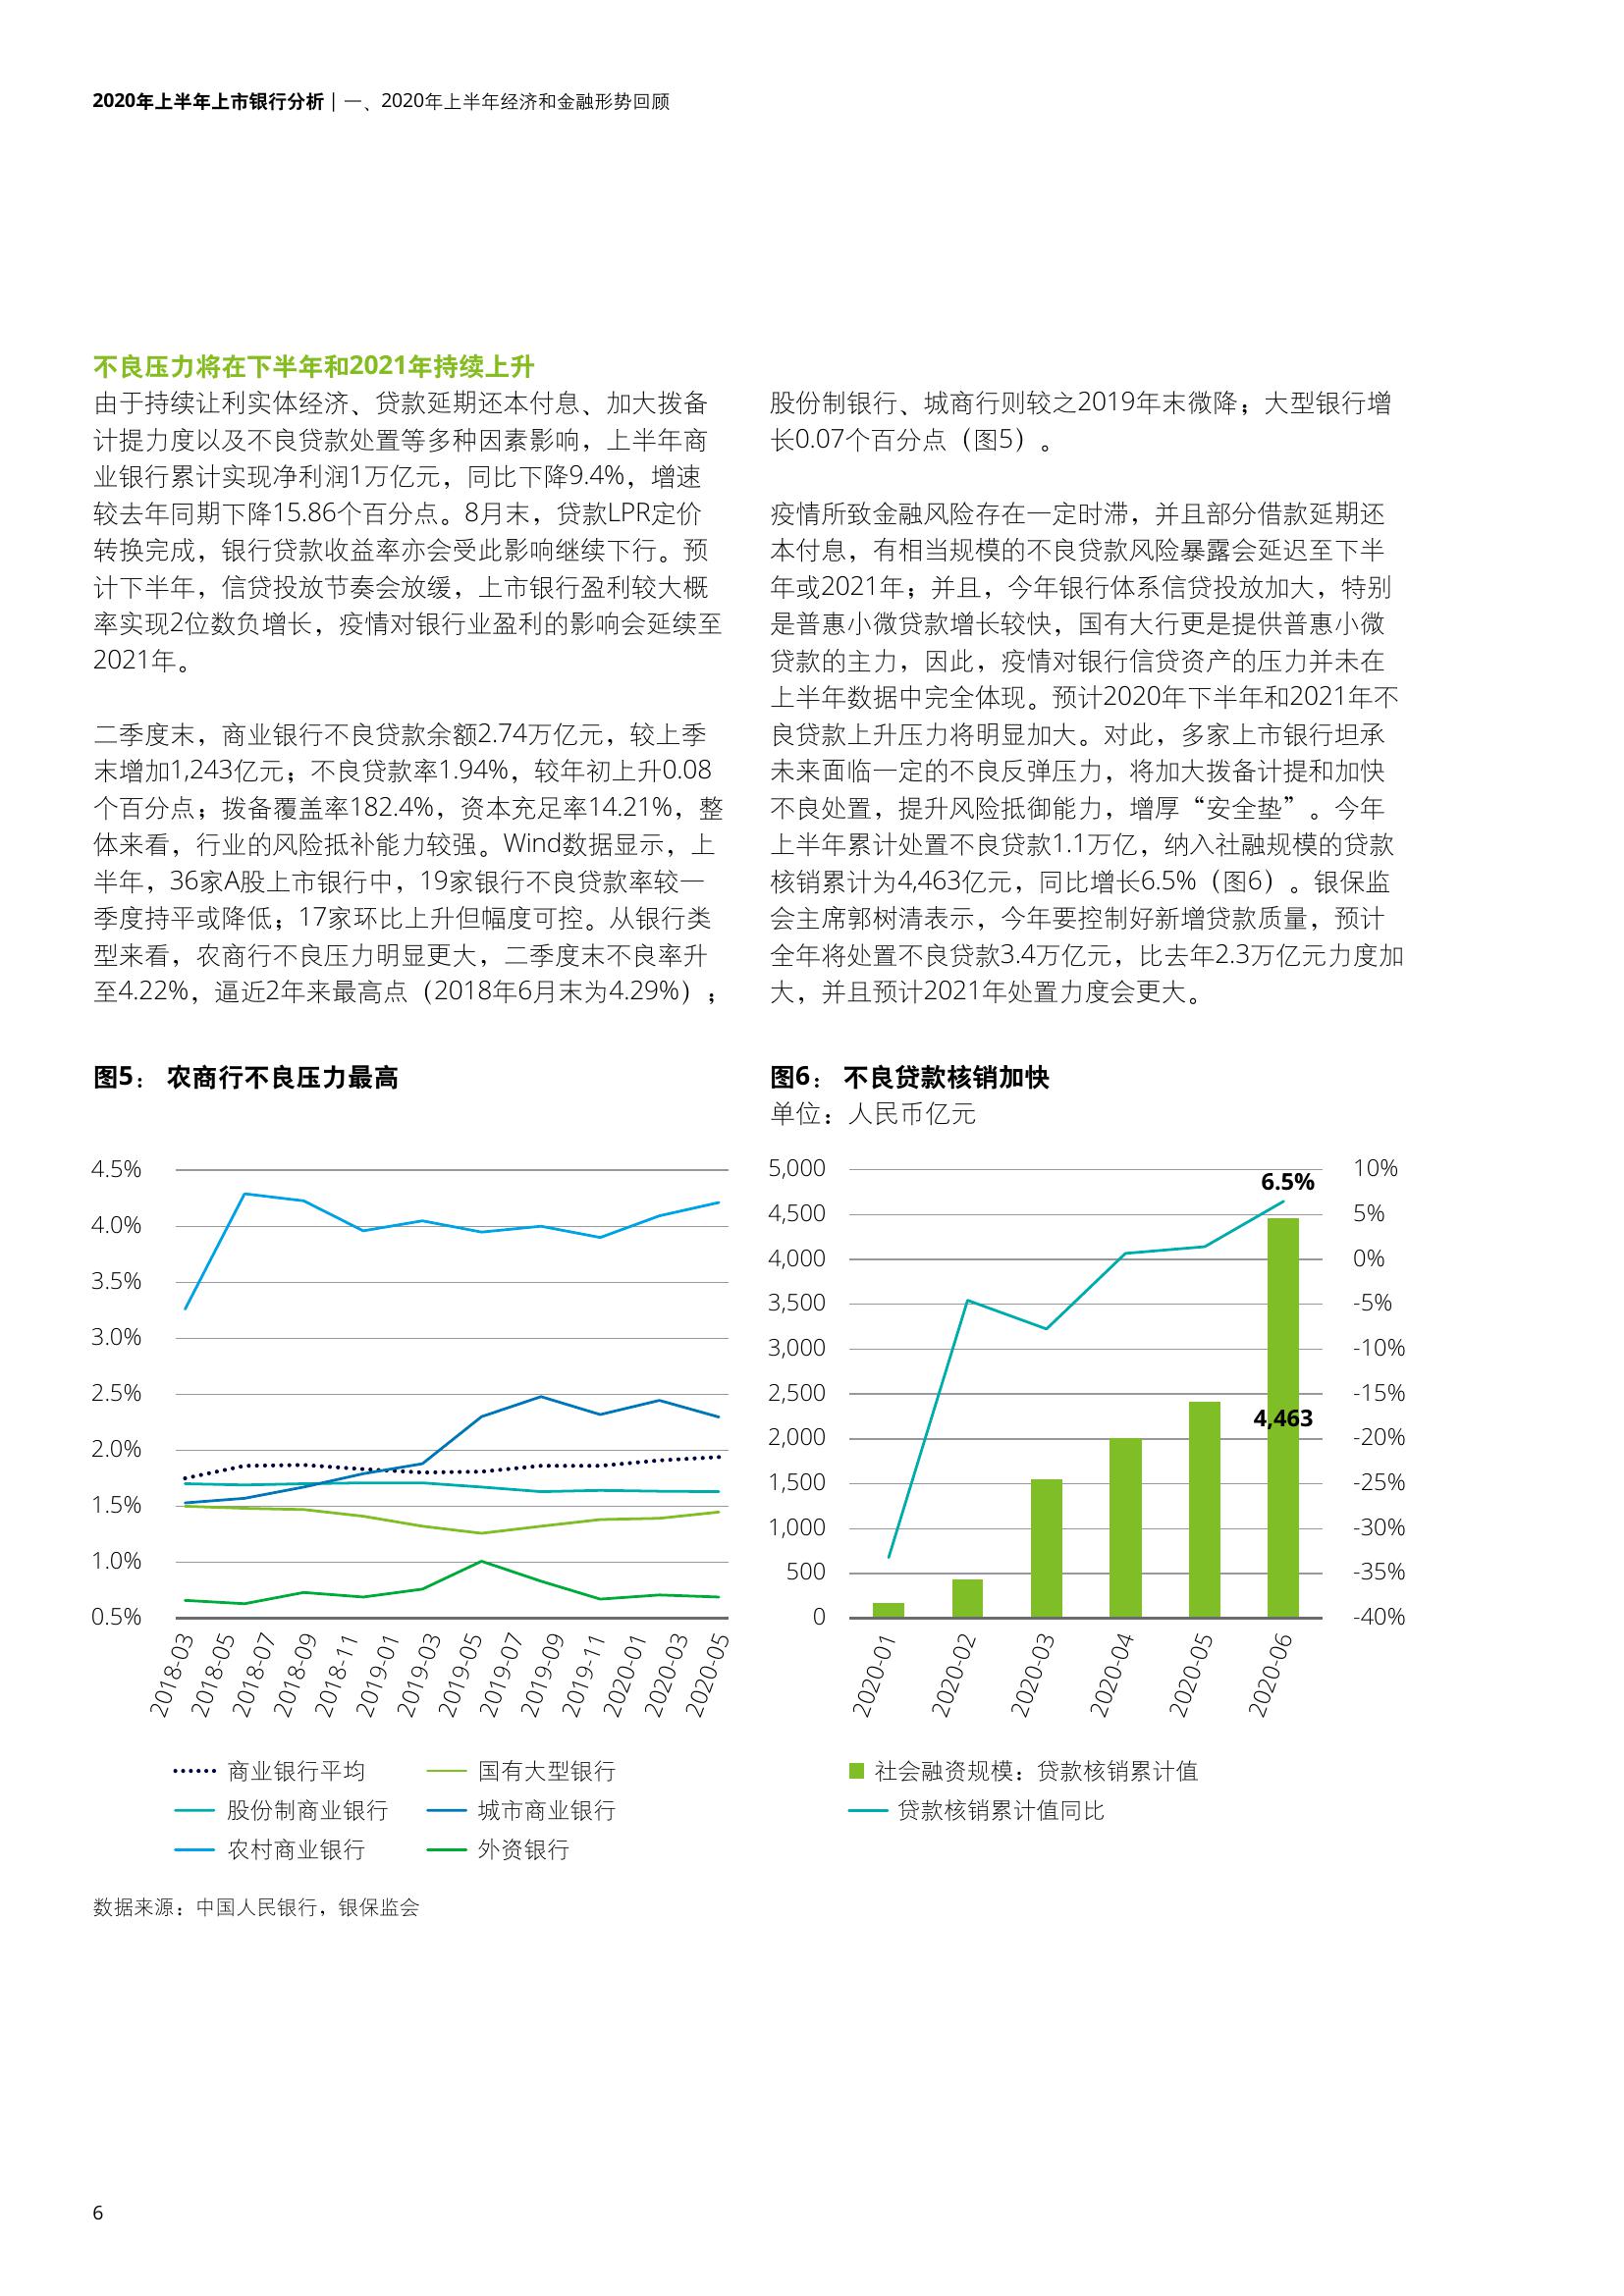 2020年上半年上市银行分析 | 一、2020年上半年经济和金融形势回顾
不良压力将在下半年和2021年持续上升
由于持续让利实体经济、贷款延期还本付息、加大拨备
计提力度以及不良贷款处置等多种因素影响，上半年商
业银行累计实现净利润1万亿元，同比下降9.4%，增速
较去年同期下降15.86个百分点。8月末，贷款LPR定价
转换完成，银行贷款收益率亦会受此影响继续下行。预
计下半年，信贷投放节奏会放缓，上市银行盈利较大概
率实现2位数负增长，疫情对银行业盈利的影响会延续至
2021年。
二季度末，商业银行不良贷款余额2.74万亿元，较上季
末增加1,243亿元；不良贷款率1.94%，较年初上升0.08
个百分点；拨备覆盖率182.4%，资本充足率14.21%，整
体来看，行业的风险抵补能力较强。Wind数据显示，上
半年，36家A股上市银行中，19家银行不良贷款率较一
季度持平或降低；17家环比上升但幅度可控。从银行类
型来看，农商行不良压力明显更大，二季度末不良率升
至4.22%，逼近2年来最高点（2018年6月末为4.29%）；
股份制银行、城商行则较之2019年末微降；大型银行增
长0.07个百分点（图5）。
疫情所致金融风险存在一定时滞，并且部分借款延期还
本付息，有相当规模的不良贷款风险暴露会延迟至下半
年或2021年；并且，今年银行体系信贷投放加大，特别
是普惠小微贷款增长较快，国有大行更是提供普惠小微
贷款的主力，因此，疫情对银行信贷资产的压力并未在
上半年数据中完全体现。预计2020年下半年和2021年不
良贷款上升压力将明显加大。对此，多家上市银行坦承
未来面临一定的不良反弹压力，将加大拨备计提和加快
不良处置，提升风险抵御能力，增厚“安全垫”。今年
上半年累计处置不良贷款1.1万亿，纳入社融规模的贷款
核销累计为4,463亿元，同比增长6.5%（图6）。银保监
会主席郭树清表示，今年要控制好新增贷款质量，预计
全年将处置不良贷款3.4万亿元，比去年2.3万亿元力度加
大，并且预计2021年处置力度会更大。
图5： 农商行不良压力最高
4.5%
4.0%
3.5%
3.0%
2.5%
2.0%
1.5%
1.0%
0.5%
2018-03
2018-05
2018-07
2018-09
2018-11
2019-01
2019-03
2019-05
2019-07
2019-09
2019-11
2020-01
2020-03
2020-05
商业银行平均
国有大型银行
股份制商业银行
城市商业银行
农村商业银行
外资银行
图6： 不良贷款核销加快
单位：人民币亿元
5,000
4,500
4,000
3,500
3,000
2,500
2,000
1,500
1,000
500
0
6.5%
4,463
10%
5%
0%
-5%
-10%
-15%
-20%
-25%
-30%
-35%
-40%
2020-01
2020-02
2020-03
2020-04
2020-05
2020-06
社会融资规模：贷款核销累计值
贷款核销累计值同比
数据来源：中国人民银行，银保监会
6